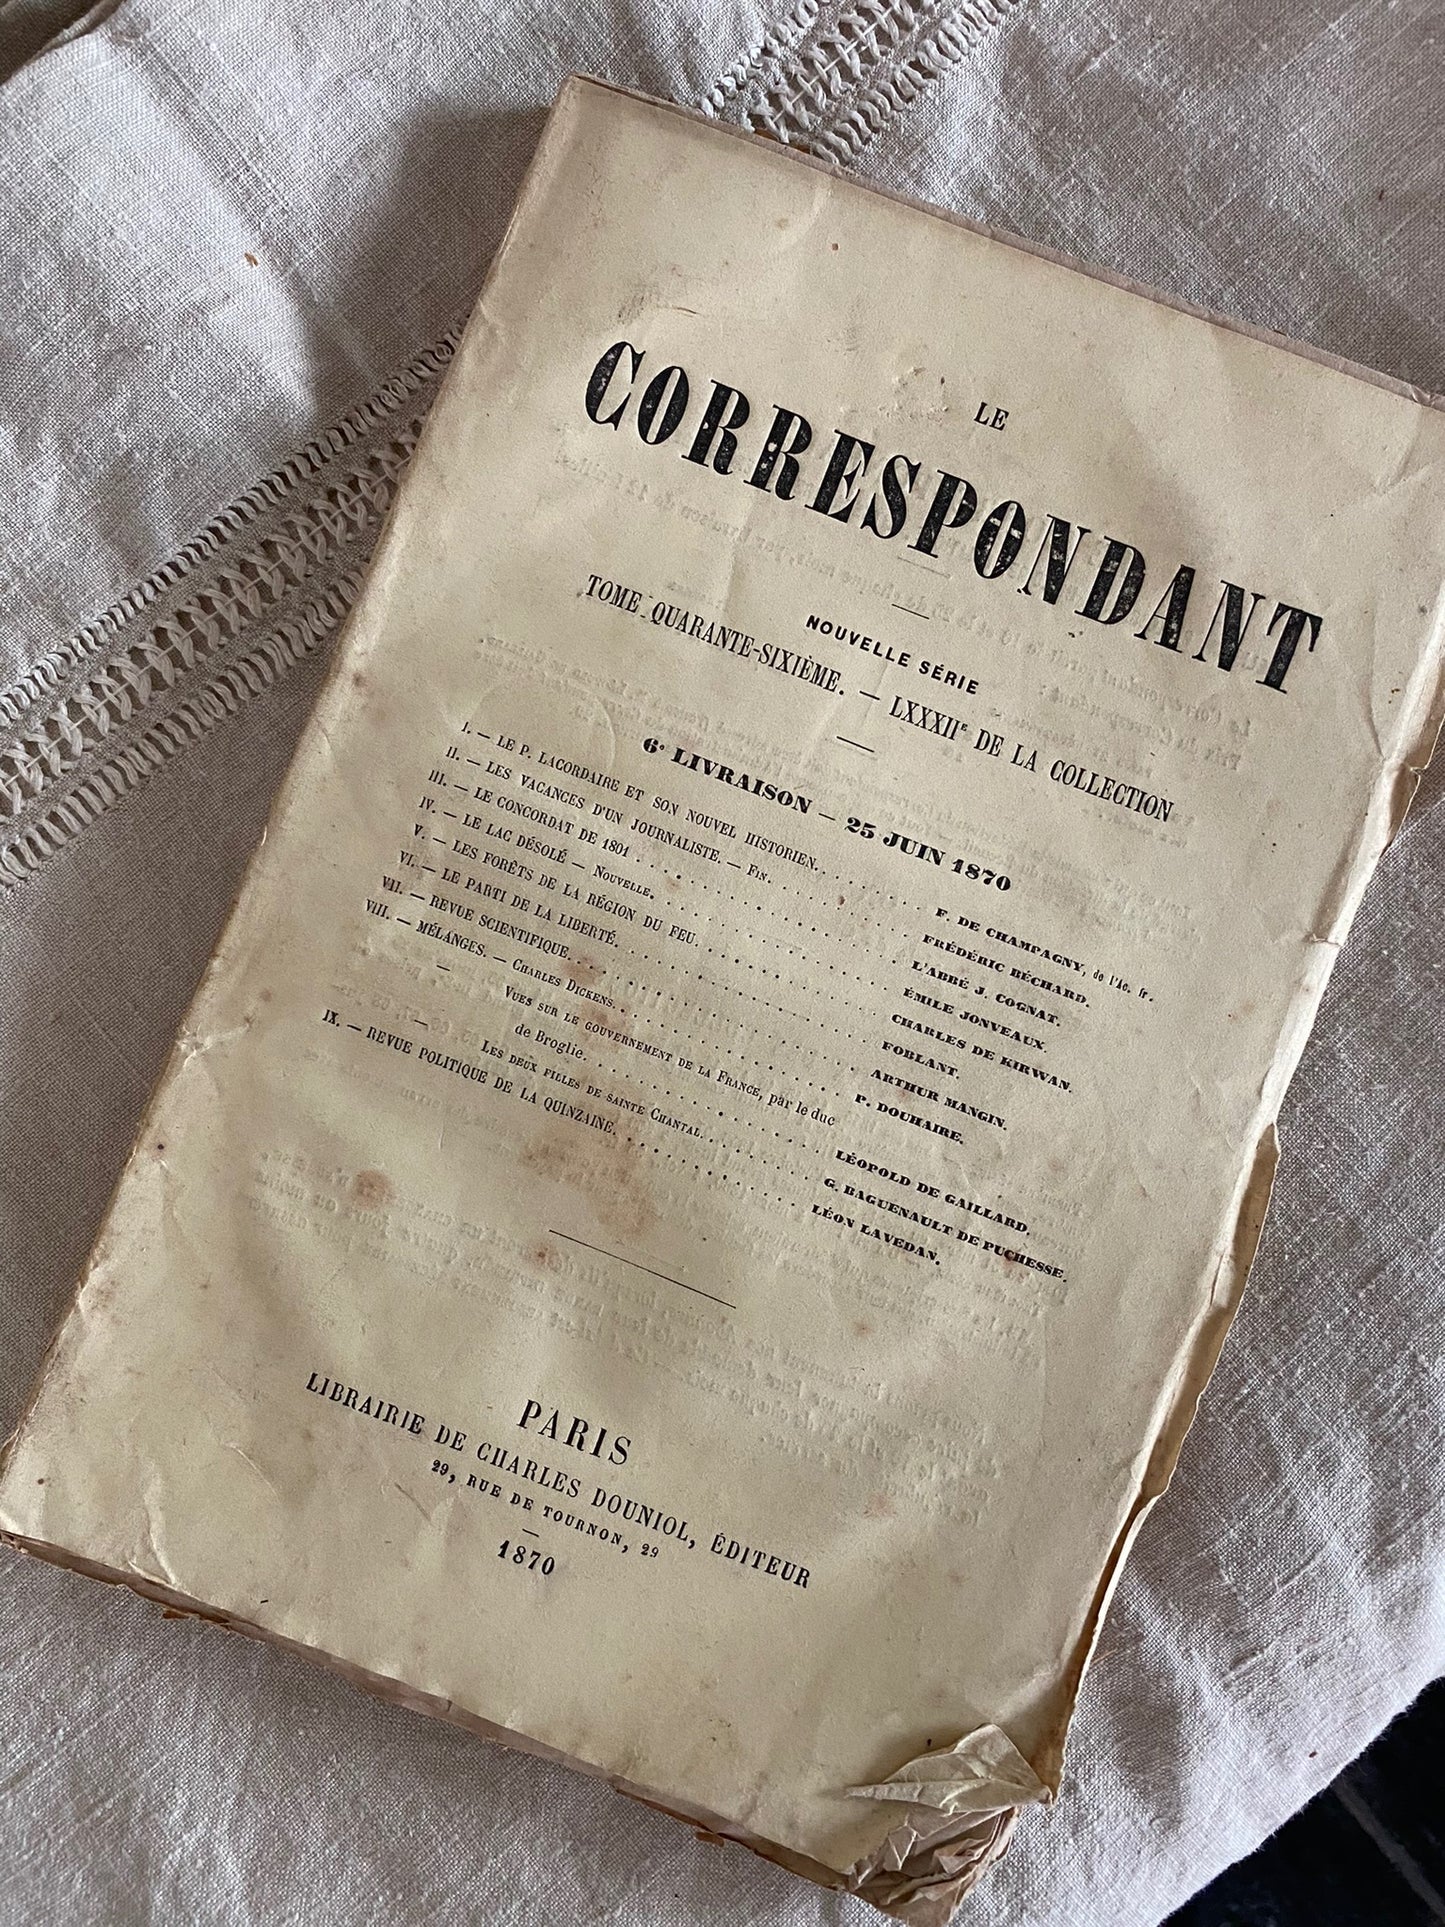 LE
CORRESPONDANT
NOUVELLE SÉRIE
TOME QUARANTE-SIXIÈME. — LXXXIIe DE LA COLLECTION
6e LIVRAISON — 25 JUIN 1870
I. — LE P. LACORDAIRE ET SON NOUVEL HISTORIEN. . . . . . . . F. DE CHAMPAGNY, de l'Ac. fr.
II. — LES VACANCES D'UN JOURNALISTE. — FIN. . . . . . . . . FRÉDÉRIC BÉCHARD.
III. — LE CONCORDAT DE 1801 . . . . . . . . . . . . . . . . L'ABBÉ J. COGNAT.
IV. — LE LAC DÉSOLÉ — NOUVELLE. . . . . . . . . . . . . . . ÉMILE JONVEAUX.
V. — LES FORÊTS DE LA RÉGION DU FEU. . . . . . . . . . . . CHARLES DE KIRWAN.
VI. — LE PARTI DE LA LIBERTÉ. . . . . . . . . . . . . . . . FOBLANT.
VII. — REVUE SCIENTIFIQUE. . . . . . . . . . . . . . . . . ARTHUR MANGIN.
VIII. — MÉLANGES. — CHARLES DICKENS. . . . . . . . . . . . . P. DOUHAIRE.
— VUES SUR LE GOUVERNEMENT DE LA FRANCE, par le duc
de Broglie. . . . . . . . . . . . . . . . LÉOPOLD DE GAILLARD.
— LES DEUX FILLES DE SAINTE CHANTAL. . . . . . . . G. BAGUENAULT DE PUCHESSE.
IX. — REVUE POLITIQUE DE LA QUINZAINE. . . . . . . . . . . . LÉON LAVEDAN.
PARIS
LIBRAIRIE DE CHARLES DOUNIOL, ÉDITEUR
29, RUE DE TOURNON, 29
—
1870